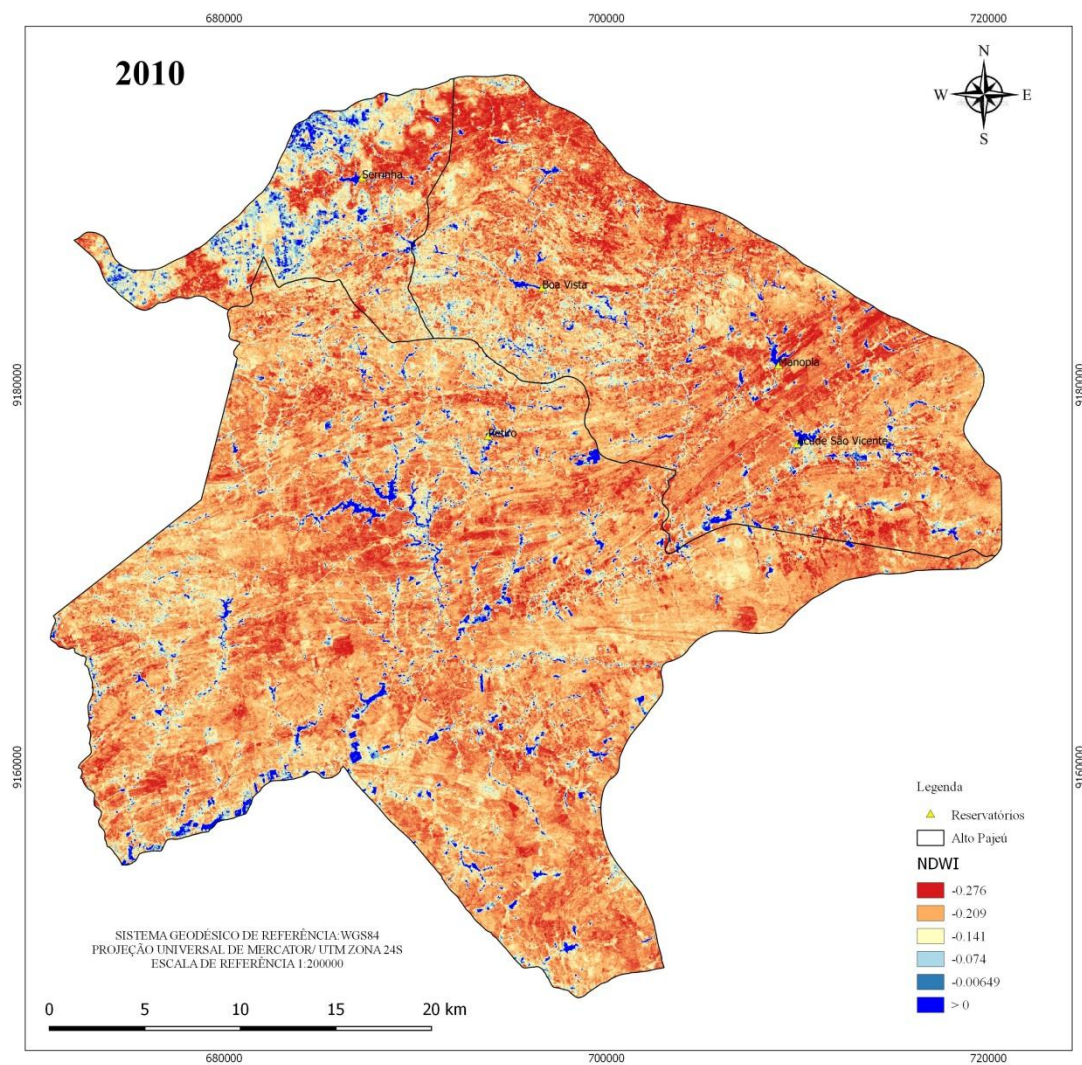 680000 700000 720000
2010
N
W E
S
Serrinha
Boa Vista
Manopla
9180000 9180000
Retiro
Acude São Vicente
9160000 9160000
Legenda
Reservatórios
Alto Pajeú
NDWI
-0.276
-0.209
-0.141
-0.074
-0.00649
> 0
SISTEMA GEODÉSICO DE REFERÊNCIA:WGS84
PROJEÇÃO UNIVERSAL DE MERCATOR/ UTM ZONA 24S
ESCALA DE REFERÊNCIA 1:200000
0 5 10 15 20 km
680000 700000 720000